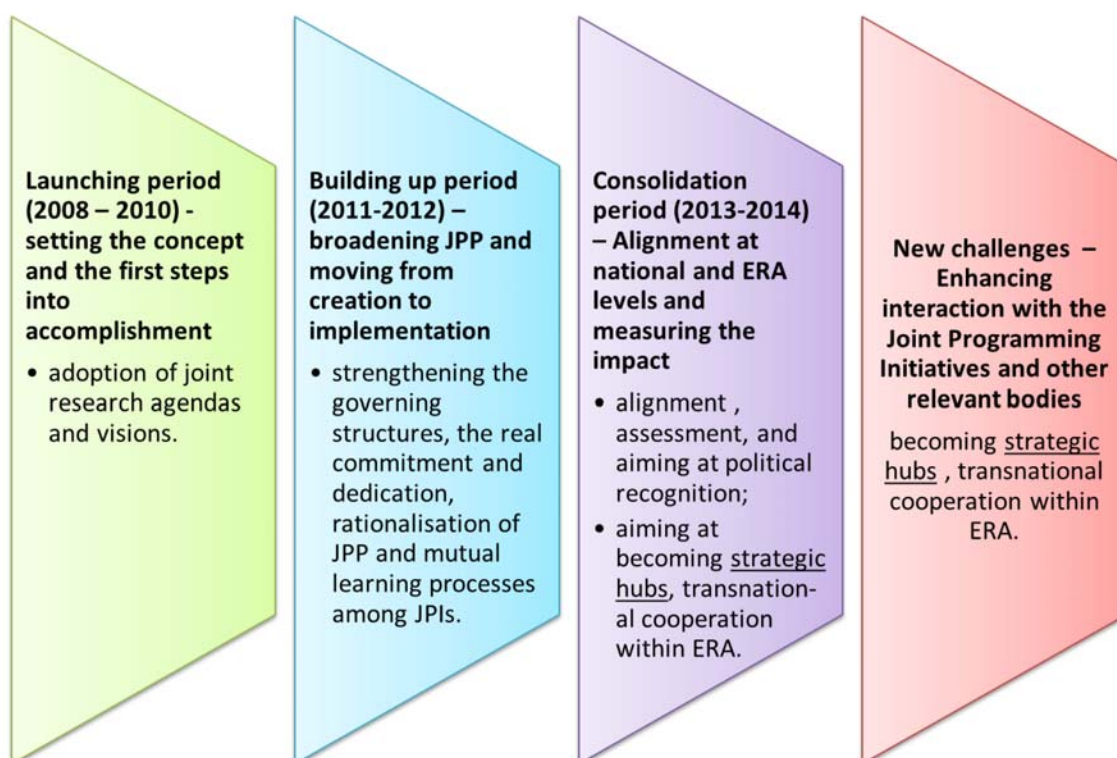 Launching period
(2008 – 2010) -
setting the concept
and the first steps
into
accomplishment
• adoption of joint
research agendas
and visions.
Building up period
(2011-2012) –
broadening JPP and
moving from
creation to
implementation
• strengthening the
governing
structures, the real
commitment and
dedication,
rationalisation of
JPP and mutual
learning processes
among JPIs.
Consolidation
period (2013-2014)
– Alignment at
national and ERA
levels and
measuring the
impact
• alignment ,
assessment, and
aiming at political
recognition;
• aiming at
becoming strategic
hubs, transnation-
al cooperation
within ERA.
New challenges –
Enhancing
interaction with the
Joint Programming
Initiatives and other
relevant bodies
becoming strategic
hubs , transnational
cooperation within
ERA.